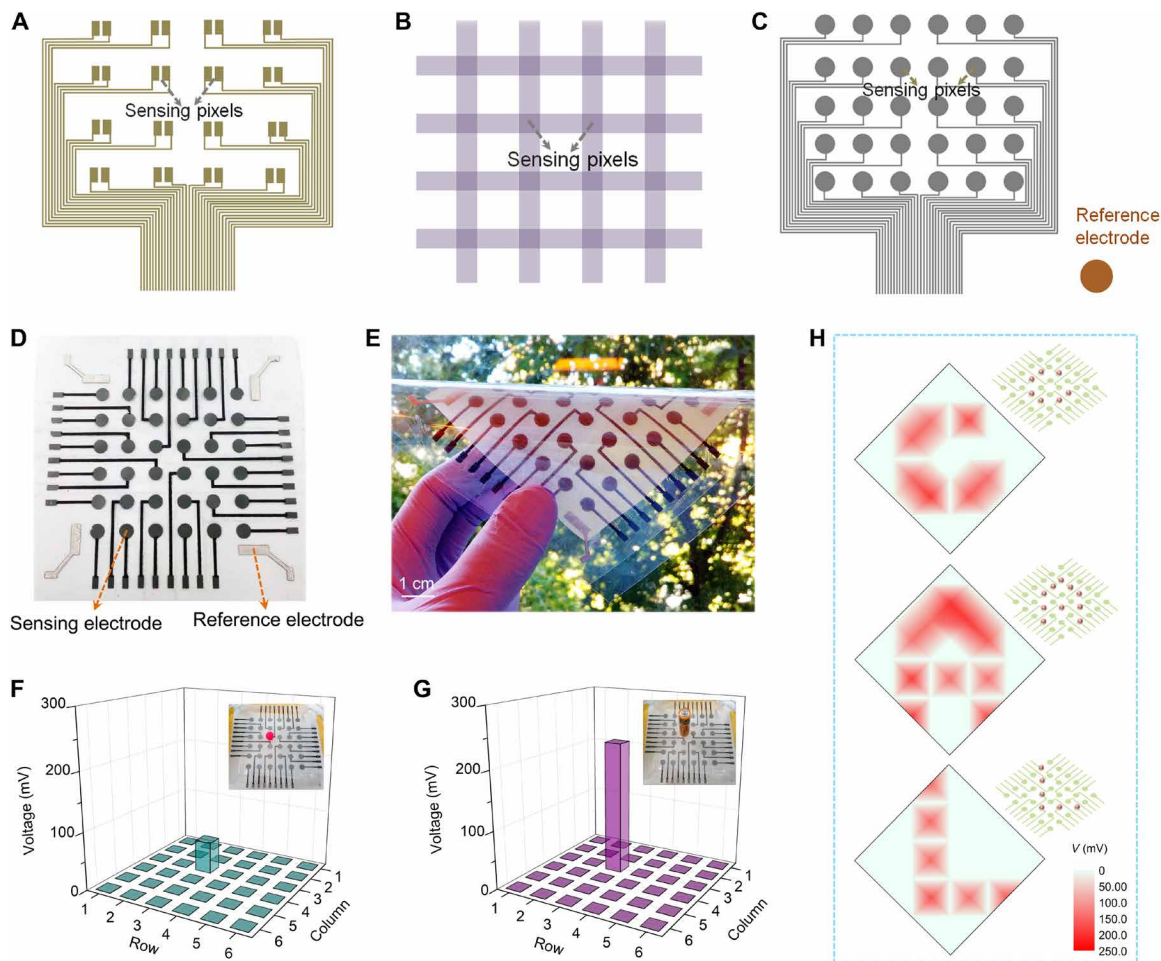 A
B
C
Sensing pixels
Sensing pixels
Sensing pixels
Reference
electrode
D
E
H
1 cm
Sensing electrode
Reference electrode
F
G
300
200
100
0
Voltage (mV)
1
2
3
4
5
6
Row
1
2
3
4
5
6
Column
300
200
100
0
Voltage (mV)
1
2
3
4
5
6
Row
1
2
3
4
5
6
Column
V (mV)
0
50.00
100.0
150.0
200.0
250.0